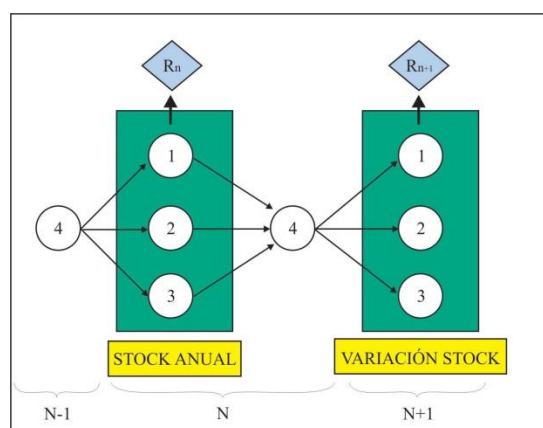 Rn
Rn+1
1
1
4
2
4
2
3
3
STOCK ANUAL
VARIACIÓN STOCK
N-1
N
N+1